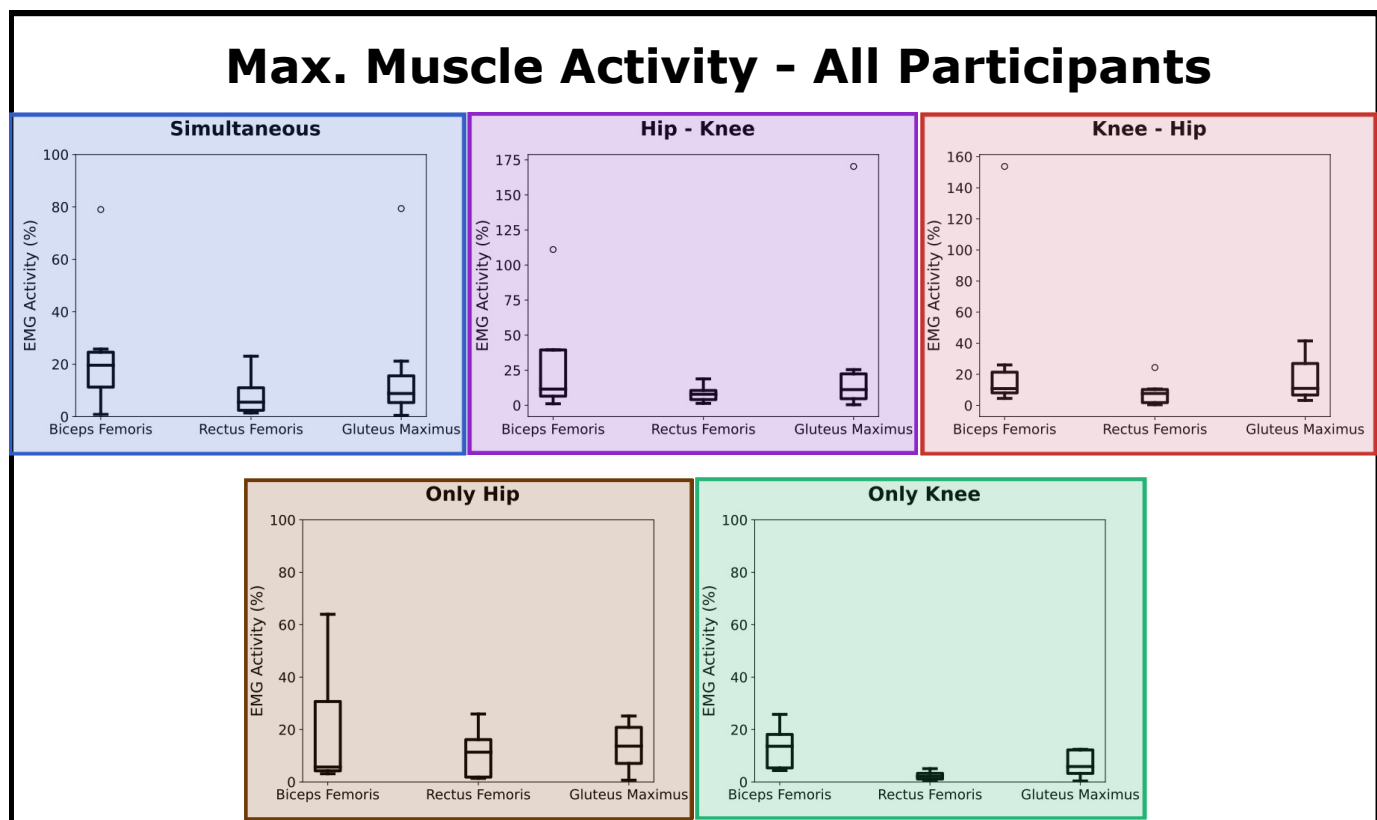 Max. Muscle Activity - All Participants
Simultaneous
100
80
60
40
20
0
EMG Activity (%)
Biceps Femoris
Rectus Femoris
Gluteus Maximus
Hip - Knee
175
150
125
100
75
50
25
0
EMG Activity (%)
Biceps Femoris
Rectus Femoris
Gluteus Maximus
Knee - Hip
160
140
120
100
80
60
40
20
0
EMG Activity (%)
Biceps Femoris
Rectus Femoris
Gluteus Maximus
Only Hip
100
80
60
40
20
0
EMG Activity (%)
Biceps Femoris
Rectus Femoris
Gluteus Maximus
Only Knee
100
80
60
40
20
0
EMG Activity (%)
Biceps Femoris
Rectus Femoris
Gluteus Maximus